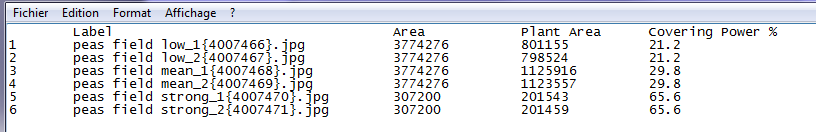 Fichier Edition Format Affichage ?
Label Area Plant Area Covering Power %
1 peas field low_1{4007466}.jpg 3774276 801155 21.2
2 peas field low_2{4007467}.jpg 3774276 798524 21.2
3 peas field mean_1{4007468}.jpg 3774276 1125916 29.8
4 peas field mean_2{4007469}.jpg 3774276 1123557 29.8
5 peas field strong_1{4007470}.jpg 307200 201543 65.6
6 peas field strong_2{4007471}.jpg 307200 201459 65.6